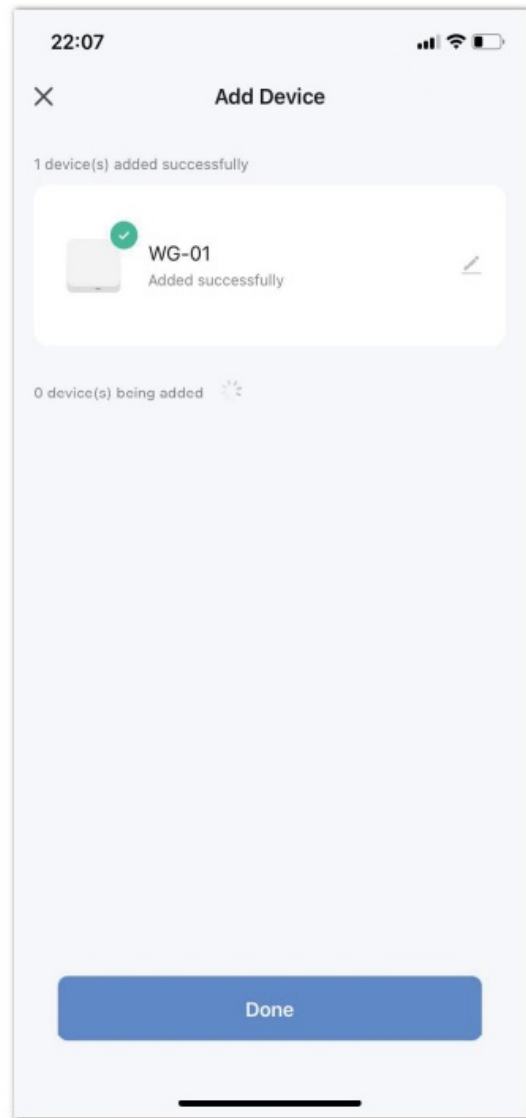 22:07
Add Device
1 device(s) added successfully
WG-01
Added successfully
0 device(s) being added
Done